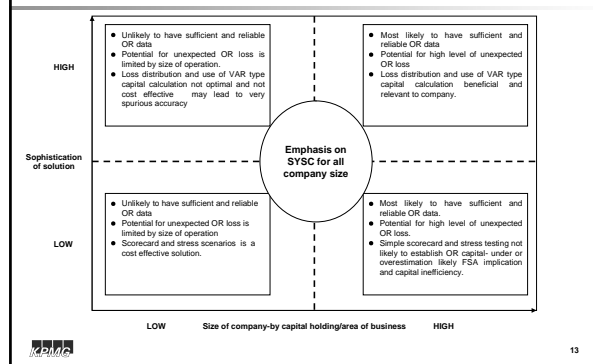 ● Unlikely to have sufficient and reliable
OR data
● Potential for unexpected OR loss is
limited by size of operation.
● Loss distribution and use of VAR type
capital calculation not optimal and not
cost effective may lead to very
spurious accuracy
● Most likely to have sufficient and
reliable OR data
● Potential for high level of unexpected
OR loss
● Loss distribution and use of VAR type
capital calculation beneficial and
relevant to company.
HIGH
Emphasis on
SYSC for all
company size
Sophistication
of solution
● Unlikely to have sufficient and reliable
OR data
● Potential for unexpected OR loss is
limited by size of operation
● Scorecard and stress scenarios is a
cost effective solution.
● Most likely to have sufficient and
reliable OR data.
● Potential for high level of unexpected
OR loss.
● Simple scorecard and stress testing not
likely to establish OR capital- under or
overestimation likely FSA implication
and capital inefficiency.
LOW
LOW Size of company-by capital holding/area of business HIGH
KPMG
13